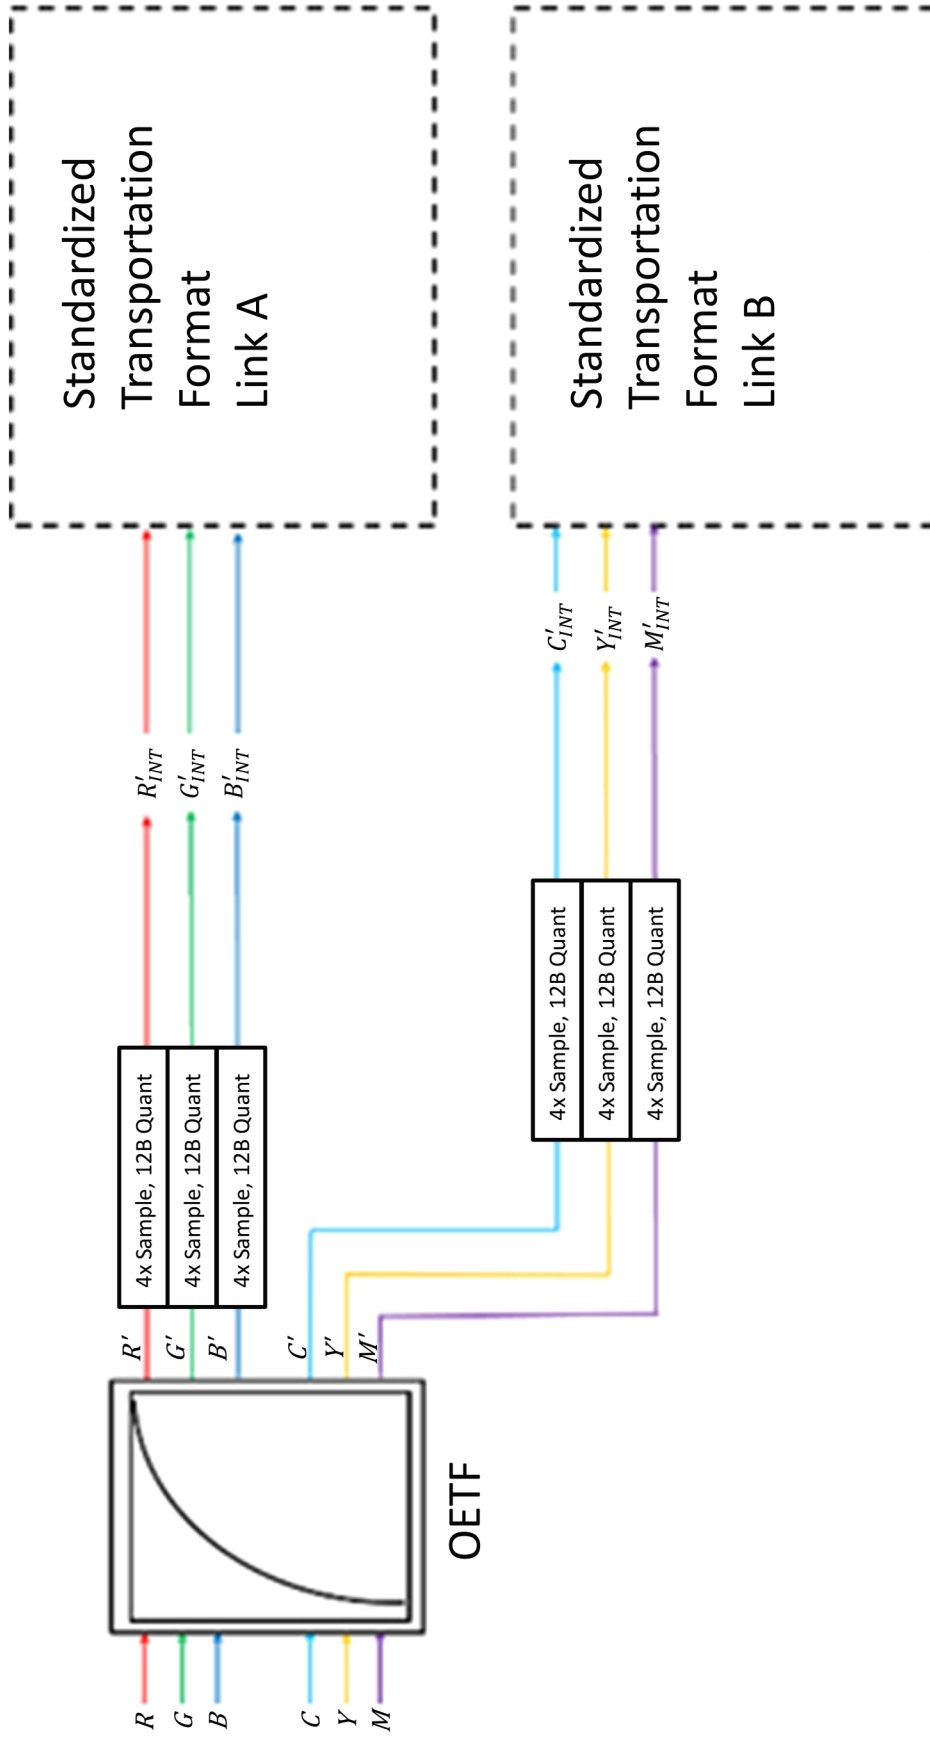 R
G
B
C
Y
M
OETF
R'
G'
B'
C'
Y'
M'
4x Sample, 12B Quant
4x Sample, 12B Quant
4x Sample, 12B Quant
4x Sample, 12B Quant
4x Sample, 12B Quant
4x Sample, 12B Quant
R'INT
G'INT
B'INT
C'INT
Y'INT
M'INT
Standardized
Transportation
Format
Link A
Standardized
Transportation
Format
Link B